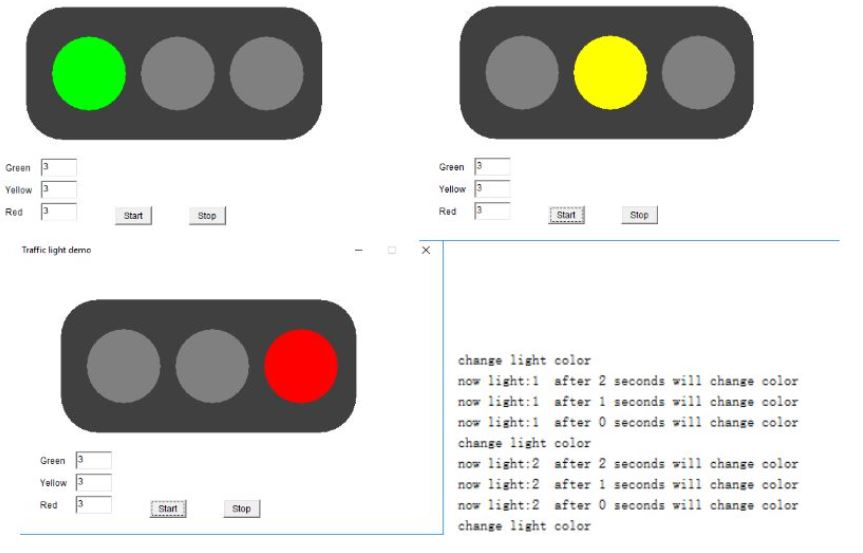 Green 3
Yellow 3
Red 3 Start Stop
Green 3
Yellow 3
Red 3 Start Stop
Traffic light demo
Green 3
Yellow 3
Red 3 Start Stop
change light color
now light:1 after 2 seconds will change color
now light:1 after 1 seconds will change color
now light:1 after 0 seconds will change color
change light color
now light:2 after 2 seconds will change color
now light:2 after 1 seconds will change color
now light:2 after 0 seconds will change color
change light color